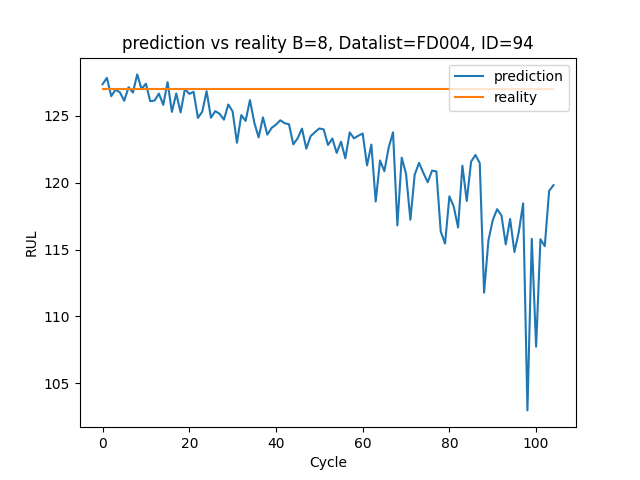 prediction vs reality B=8, Datalist=FD004, ID=94
prediction
reality
125
120
115
110
105
RUL
0
20
40
60
80
100
Cycle